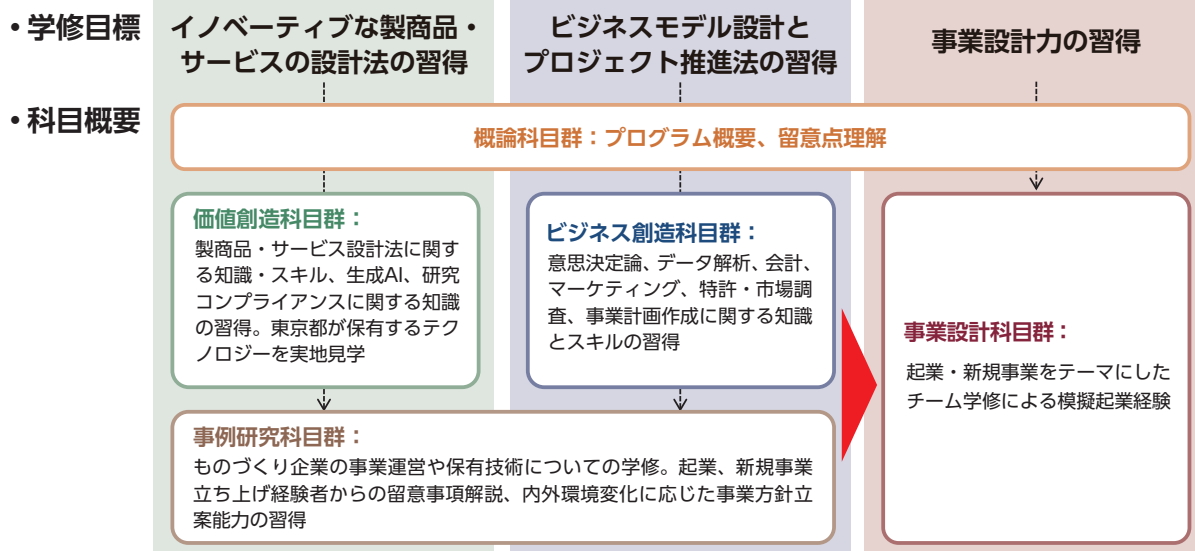 ・学修目標
イノベーティブな製商品・
サービスの設計法の習得
ビジネスモデル設計と
プロジェクト推進法の習得
事業設計力の習得
・科目概要
概論科目群：プログラム概要、留意点理解
価値創造科目群：
製商品・サービス設計法に関す
る知識・スキル、生成AI、研究
コンプライアンスに関する知識
の習得。東京都が保有するテク
ノロジーを実地見学
ビジネス創造科目群：
意思決定論、データ解析、会計、
マーケティング、特許・市場調
査、事業計画作成に関する知識
とスキルの習得
事業設計科目群：
起業・新規事業をテーマにした
チーム学修による模擬起業経験
事例研究科目群：
ものづくり企業の事業運営や保有技術についての学修。起業、新規事業
立ち上げ経験者からの留意事項解説、内外環境変化に応じた事業方針立
案能力の習得